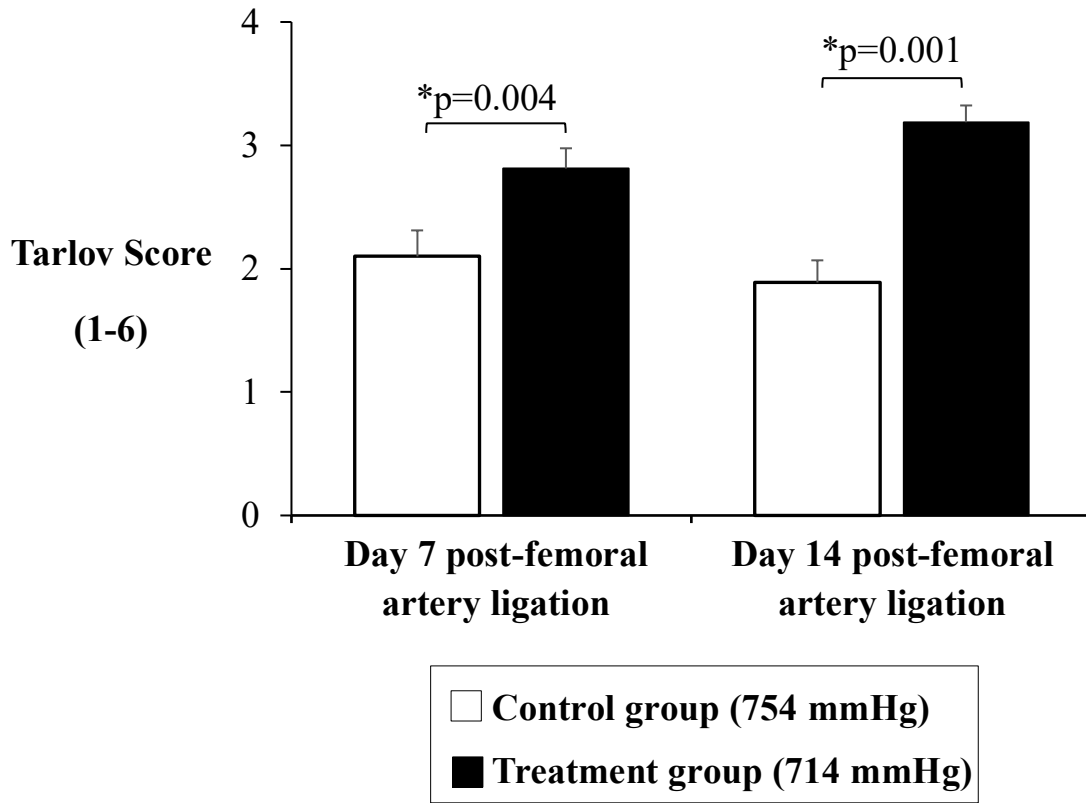 4
*p=0.001
*p=0.004
3
Tarlov Score
(1-6)
2
1
0
Day 7 post-femoral
artery ligation
Day 14 post-femoral
artery ligation
Control group (754 mmHg)
Treatment group (714 mmHg)